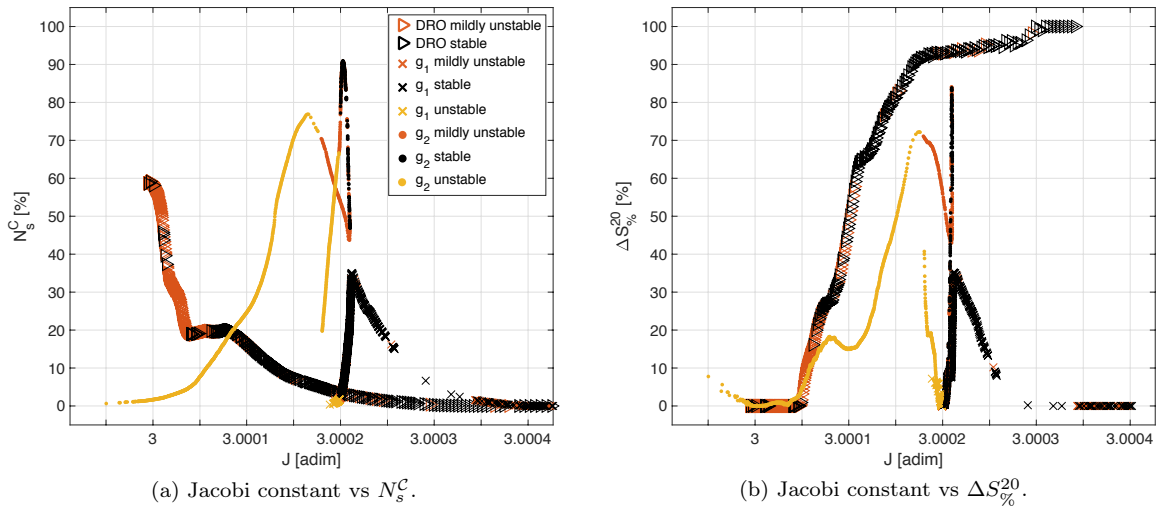 100
90
80
70
60
50
40
30
20
10
0
N_s^C [%]
DRO mildly unstable
DRO stable
g_1 mildly unstable
g_1 stable
g_1 unstable
g_2 mildly unstable
g_2 stable
g_2 unstable
3 3.0001 3.0002 3.0003 3.0004
J [adim]
(a) Jacobi constant vs N_s^C.
100
90
80
70
60
50
40
30
20
10
0
ΔS_%^20 [%]
3 3.0001 3.0002 3.0003 3.0004
J [adim]
(b) Jacobi constant vs ΔS_%^20.